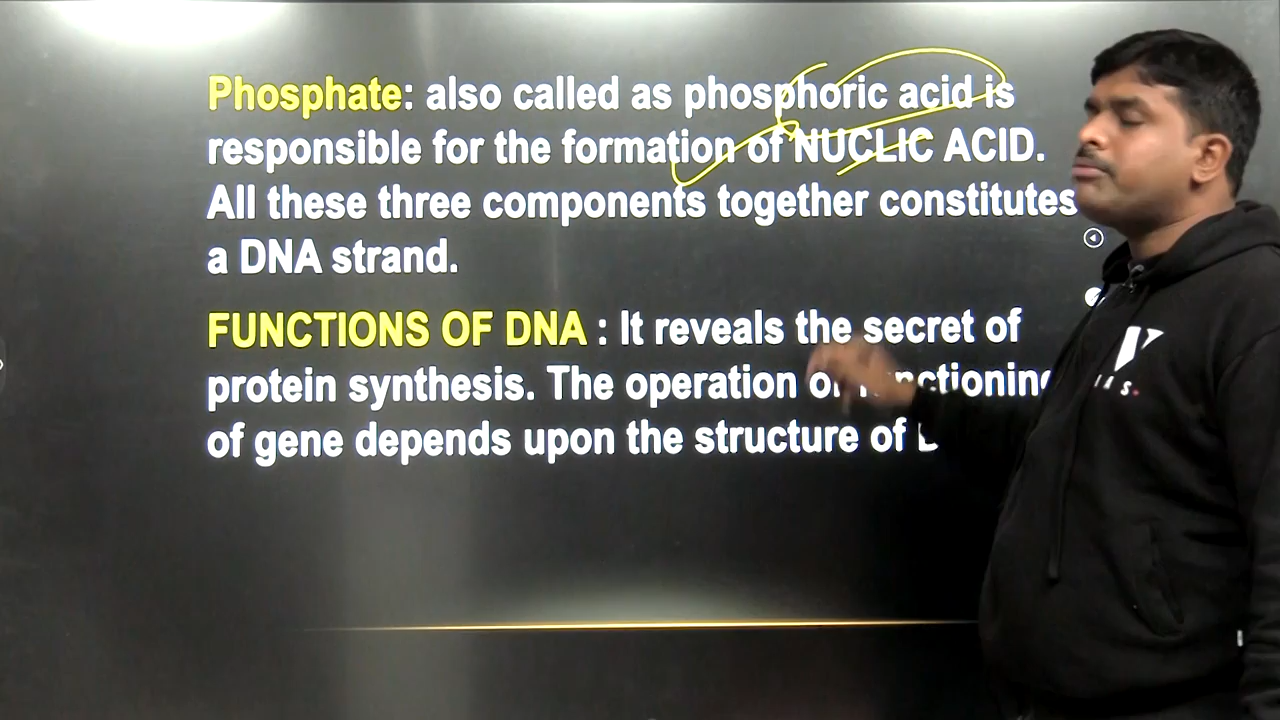 Phosphate: also called as phosphoric acid is
responsible for the formation of NUCLIC ACID.
All these three components together constitutes
a DNA strand.
FUNCTIONS OF DNA : It reveals the secret of
protein synthesis. The operation or
of gene depends upon the structure of
V
IAS.